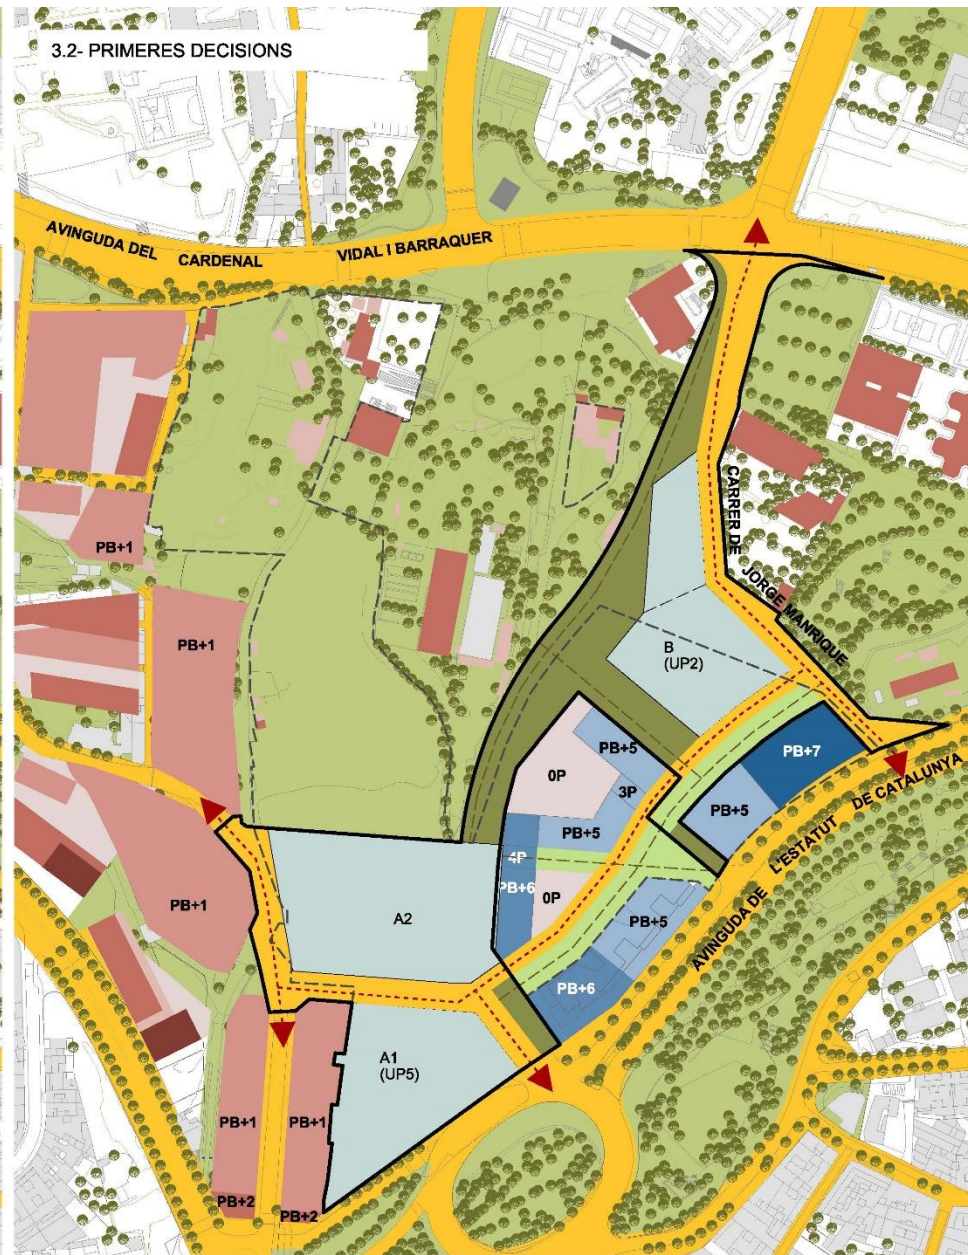 3.2- PRIMERES DECISIONS
AVINGUDA DEL CARDENAL VIDAL I BARRAQUER
CARRER DE JORGE MANRIQUE
PB+1
PB+1
B
(UP2)
PB+5
PB+7
0P
3P
PB+5
PB+5
4P
PB+6
0P
PB+1
A2
PB+5
AVINGUDA DE L'ESTATUT DE CATALUNYA
PB+6
A1
(UP5)
PB+1
PB+1
PB+2
PB+2